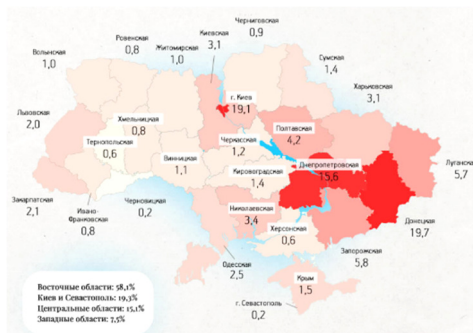 Черниговская
0,9
Киевская
3,1
Ровенская
0,8
Житомирская
1,0
Волынская
1,0
Сумская
1,4
Харьковская
3,1
г. Киев
19,1
Львовская
2,0
Хмельницкая
0,8
Полтавская
4,2
Тернопольская
0,6
Черкасская
1,2
Винницкая
1,1
Днепропетровская
15,6
Луганская
5,7
Кировоградская
1,4
Закарпатская
2,1
Ивано-
Франковская
0,8
Черновицкая
0,2
Николаевская
3,4
Донецкая
19,7
Херсонская
0,6
Запорожская
5,8
Одесская
2,5
Крым
1,5
г. Севастополь
0,2
Восточные области: 58,1%
Киев и Севастополь: 19,3%
Центральные области: 15,1%
Западные области: 7,5%